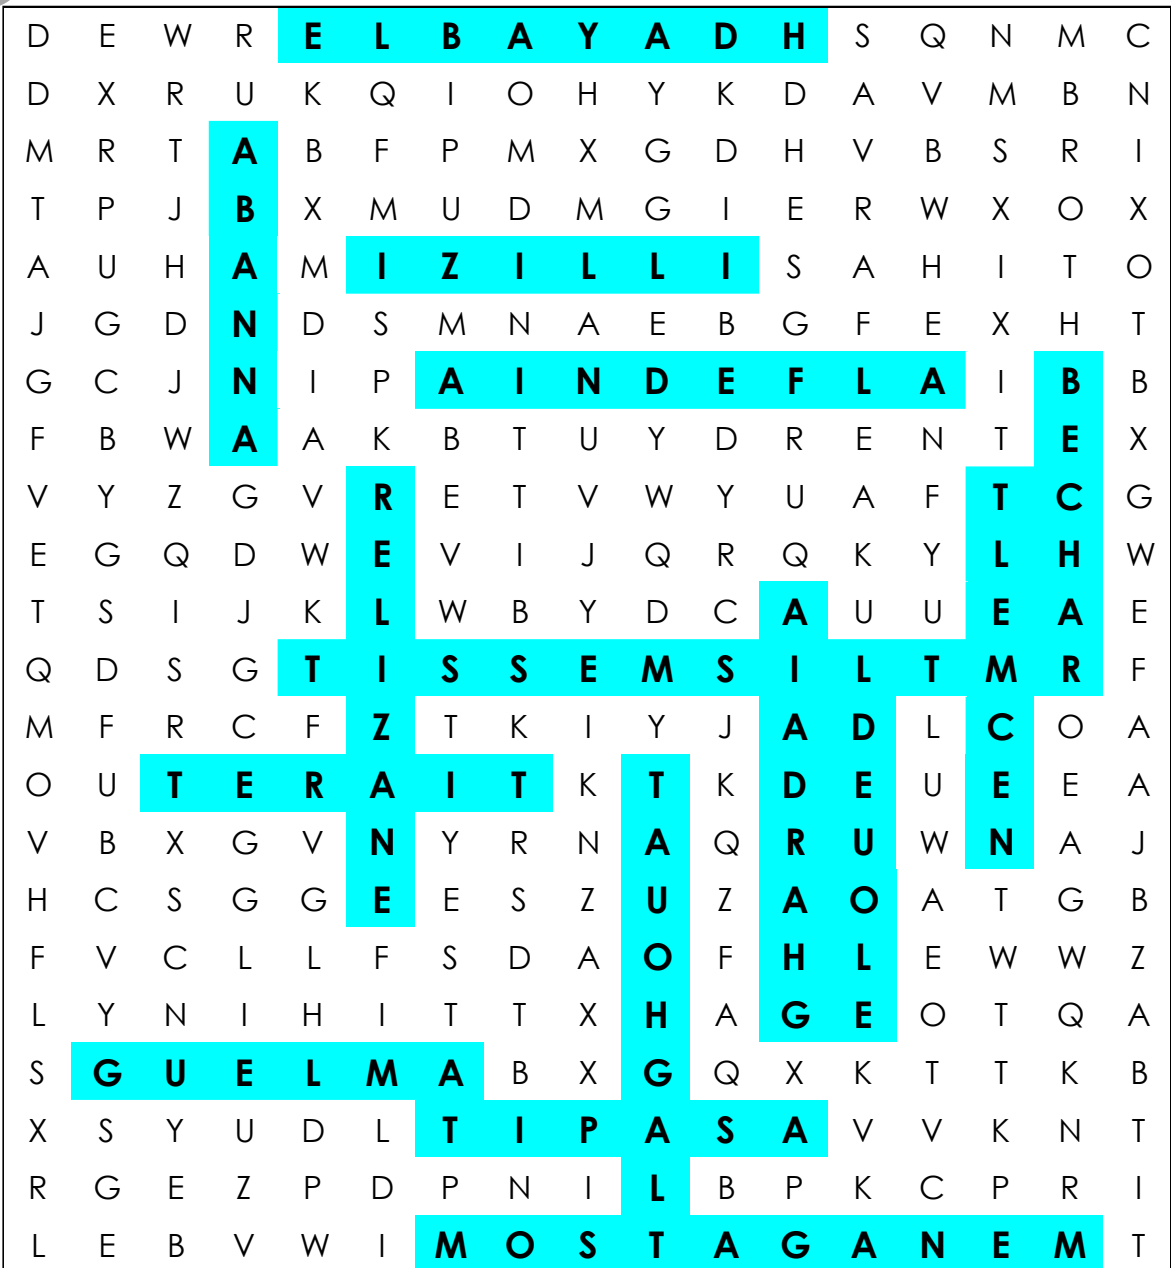 D E W R E L B A Y A D H S Q N M C
D X R U K Q I O H Y K D A V M B N
M R T A B F P M X G D H V B S R I
T P J B X M U D M G I E R W X O X
A U H A M I Z I L L I S A H I T O
J G D N D S M N A E B G F E X H T
G C J N I P A I N D E F L A I B B
F B W A A K B T U Y D R E N T E X
V Y Z G V R E T V W Y U A F T C G
E G Q D W E V I J Q R Q K Y L H W
T S I J K L W B Y D C A U U E A E
Q D S G T I S S E M S I L T M R F
M F R C F Z T K I Y J A D L C O A
O U T E R A I T K T K D E U E E A
V B X G V N Y R N A Q R U W N A J
H C S G G E E S Z U Z A O A T G B
F V C L L F S D A O F H L E W W Z
L Y N I H I T T X H A G E O T Q A
S G U E L M A B X G Q X K T T K B
X S Y U D L T I P A S A V V K N T
R G E Z P D P N I L B P K C P R I
L E B V W I M O S T A G A N E M T